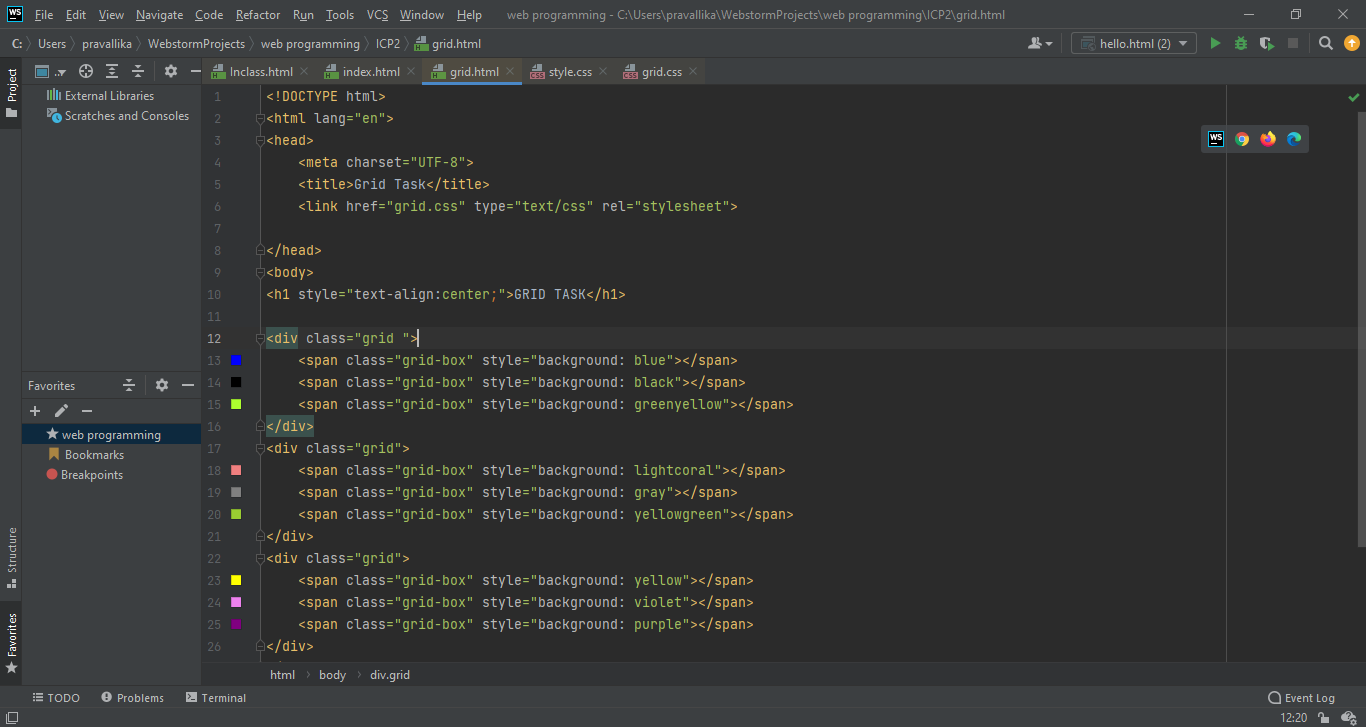 WS File Edit View Navigate Code Refactor Run Tools VCS Window Help web programming - C:\Users\pravallika\WebstormProjects\web programming\ICP2\grid.html
C: Users pravallika WebstormProjects web programming ICP2 grid.html hello.html (2)
Project
Inclass.html index.html grid.html style.css grid.css
External Libraries
Scratches and Consoles
1 <!DOCTYPE html>
2 <html lang="en">
3 <head>
4 <meta charset="UTF-8">
5 <title>Grid Task</title>
6 <link href="grid.css" type="text/css" rel="stylesheet">
7
8 </head>
9 <body>
10 <h1 style="text-align:center;">GRID TASK</h1>
11
12 <div class="grid ">
13 <span class="grid-box" style="background: blue"></span>
14 <span class="grid-box" style="background: black"></span>
15 <span class="grid-box" style="background: greenyellow"></span>
16 </div>
17 <div class="grid">
18 <span class="grid-box" style="background: lightcoral"></span>
19 <span class="grid-box" style="background: gray"></span>
20 <span class="grid-box" style="background: yellowgreen"></span>
21 </div>
22 <div class="grid">
23 <span class="grid-box" style="background: yellow"></span>
24 <span class="grid-box" style="background: violet"></span>
25 <span class="grid-box" style="background: purple"></span>
26 </div>
WS
Favorites
web programming
Bookmarks
Breakpoints
Structure
Favorites
html body div.grid
TODO Problems Terminal Event Log
12:20